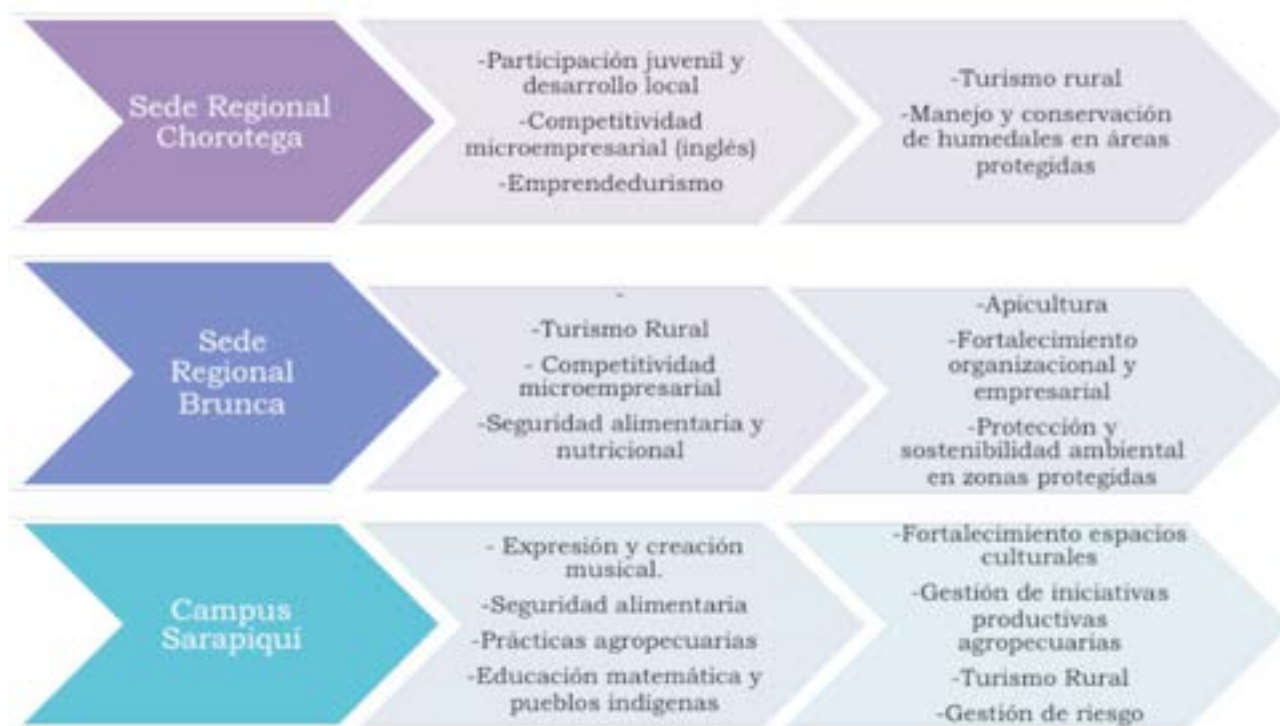 Sede Regional
Chorotega
-Participación juvenil y
desarrollo local
-Competitividad
microempresarial (inglés)
-Emprendedurismo
-Turismo rural
-Manejo y conservación
de humedales en áreas
protegidas
Sede
Regional
Brunca
-
-Turismo Rural
- Competitividad
microempresarial
-Seguridad alimentaria y
nutricional
-Apicultura
-Fortalecimiento
organizacional y
empresarial
-Protección y
sostenibilidad ambiental
en zonas protegidas
Campus
Sarapiquí
- Expresión y creación
musical.
-Seguridad alimentaria
-Prácticas agropecuarias
-Educación matemática y
pueblos indígenas
-Fortalecimiento espacios
culturales
-Gestión de iniciativas
productivas
agropecuarias
-Turismo Rural
-Gestión de riesgo